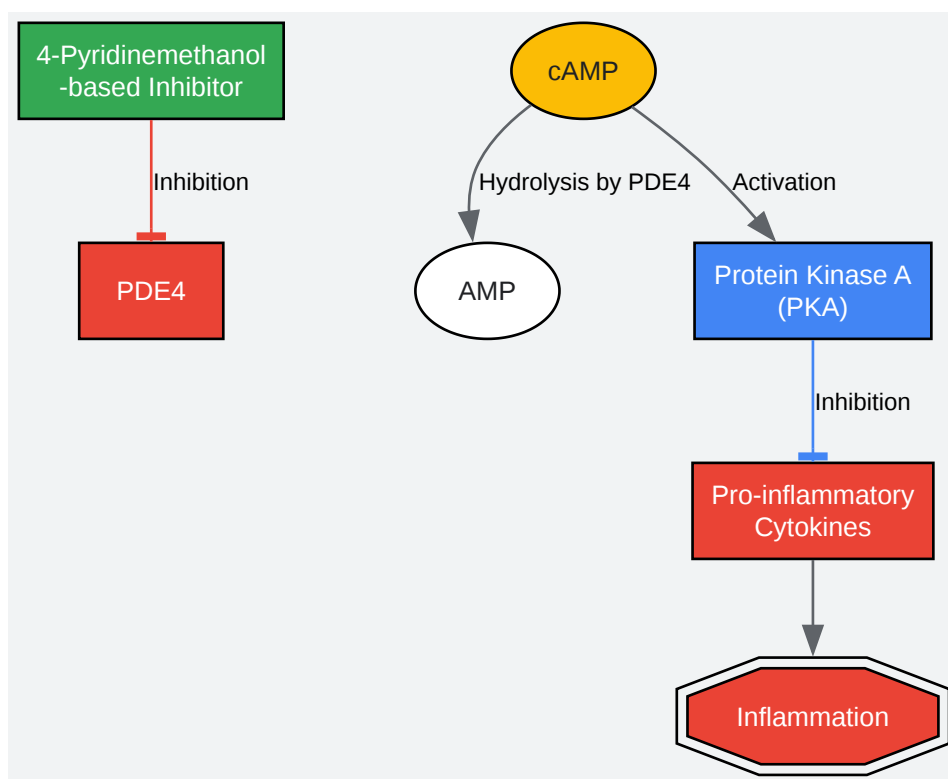 4-Pyridinemethanol
-based Inhibitor
cAMP
Inhibition
Hydrolysis by PDE4
Activation
PDE4
AMP
Protein Kinase A
(PKA)
Inhibition
Pro-inflammatory
Cytokines
Inflammation